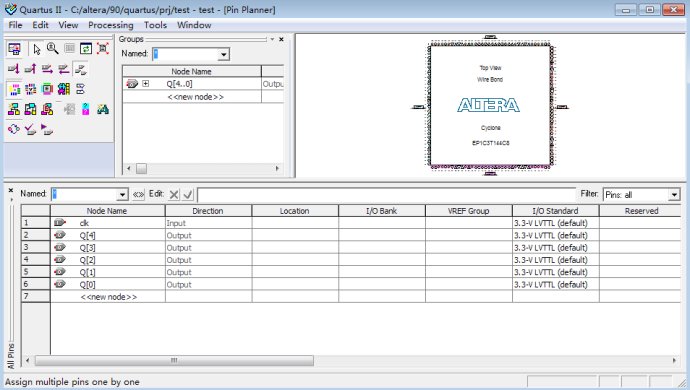 Quartus II - C:/altera/90/quartus/prj/test - test - [Pin Planner]
File Edit View Processing Tools Window
Groups
Named: *
Node Name
Q[4..0] Outpu
<<new node>>
Top View
Wire Bond
ALTERA
Cyclone
EP1C3T144C8
Named: * Edit: Filter: Pins: all
Node Name Direction Location I/O Bank VREF Group I/O Standard Reserved
1 clk Input 3.3-V LVTTL (default)
2 Q[4] Output 3.3-V LVTTL (default)
3 Q[3] Output 3.3-V LVTTL (default)
4 Q[2] Output 3.3-V LVTTL (default)
5 Q[1] Output 3.3-V LVTTL (default)
6 Q[0] Output 3.3-V LVTTL (default)
7 <<new node>>
All Pins
Assign multiple pins one by one